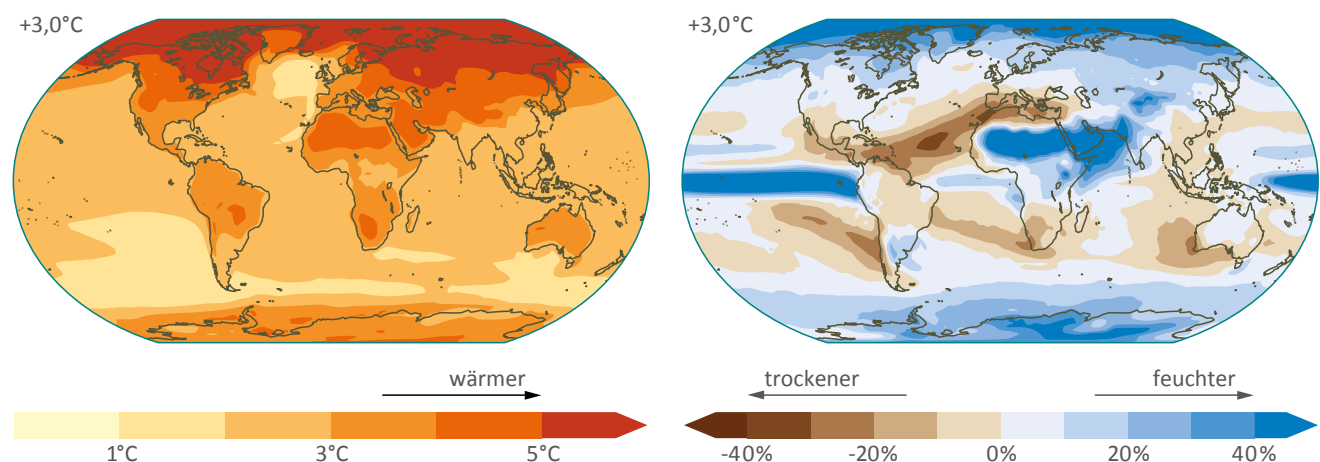 +3,0°C
+3,0°C
wärmer
trockener
feuchter
1°C
3°C
5°C
-40%
-20%
0%
20%
40%